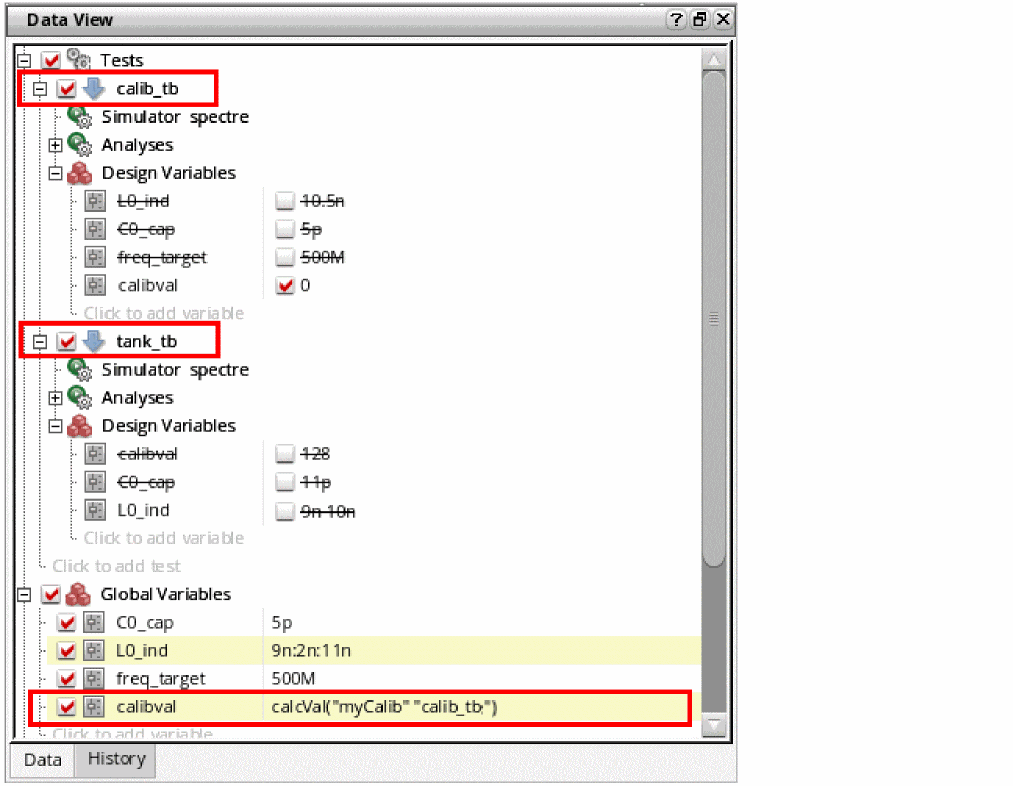 Data View
Tests
calib_tb
Simulator spectre
Analyses
Design Variables
L0_ind 10.5n
C0_cap 5p
freq_target 500M
calibval 0
Click to add variable
tank_tb
Simulator spectre
Analyses
Design Variables
calibval 128
C0_cap 11p
L0_ind 9n 10n
Click to add variable
Click to add test
Global Variables
C0_cap 5p
L0_ind 9n:2n:11n
freq_target 500M
calibval calcVal("myCalib" "calib_tb;")
Click to add variable
Data History